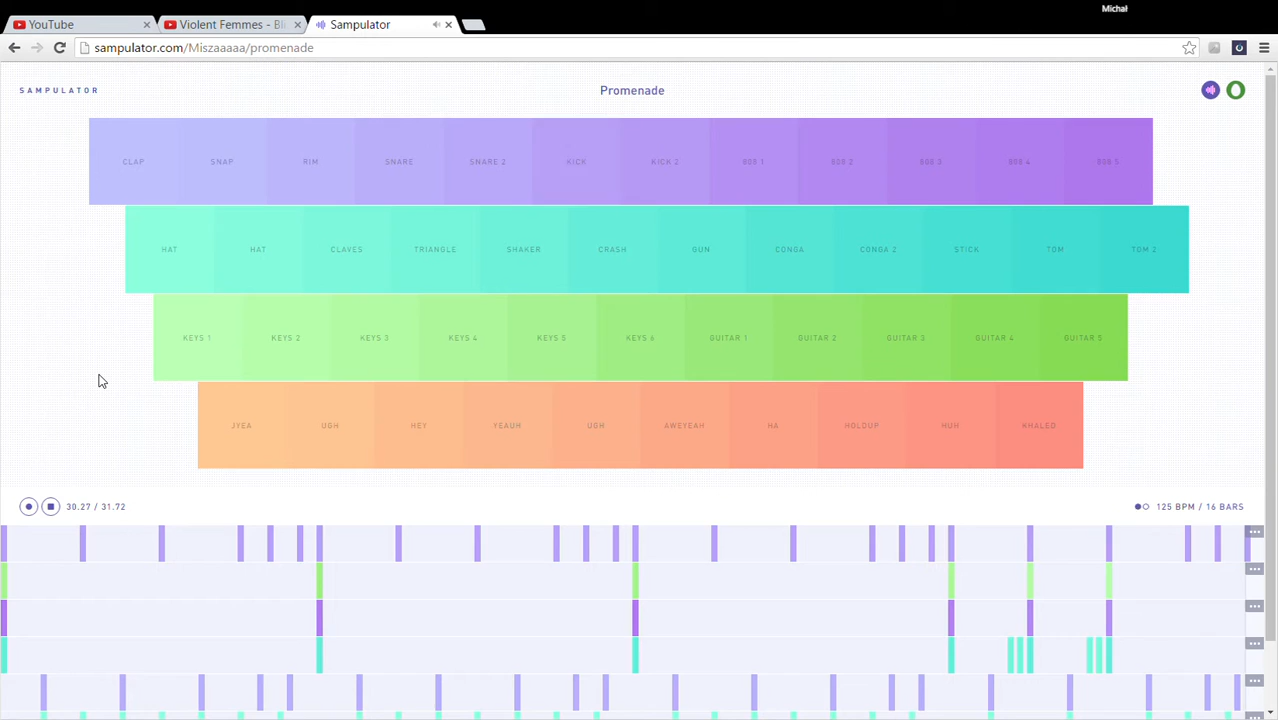 Michał
YouTube
Violent Femmes - Bl
Sampulator
sampulator.com/Miszaaaaa/promenade
SAMPULATOR
Promenade
CLAP SNAP RIM SNARE SNARE 2 KICK KICK 2 808 1 808 2 808 3 808 4 808 5
HAT HAT CLAVES TRIANGLE SHAKER CRASH GUN CONGA CONGA 2 STICK TOM TOM 2
KEYS 1 KEYS 2 KEYS 3 KEYS 4 KEYS 5 KEYS 6 GUITAR 1 GUITAR 2 GUITAR 3 GUITAR 4 GUITAR 5
JYEA UGH HEY YEAUH UGH AWEYEAH HA HOLDUP HUH KHALED
30.27 / 31.72
125 BPM / 16 BARS